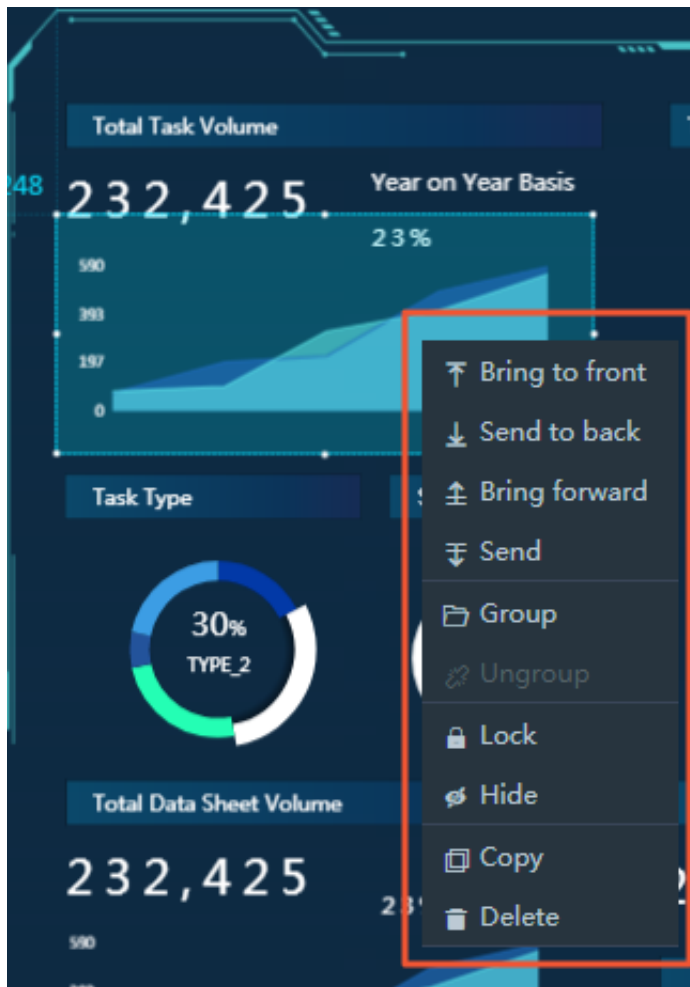 Total Task Volume
248
232,425.
Year on Year Basis
23%
590
393
197
0
Bring to front
Send to back
Bring forward
Send
Group
Ungroup
Lock
Hide
Copy
Delete
Task Type
30%
TYPE_2
Total Data Sheet Volume
232,425
23
590